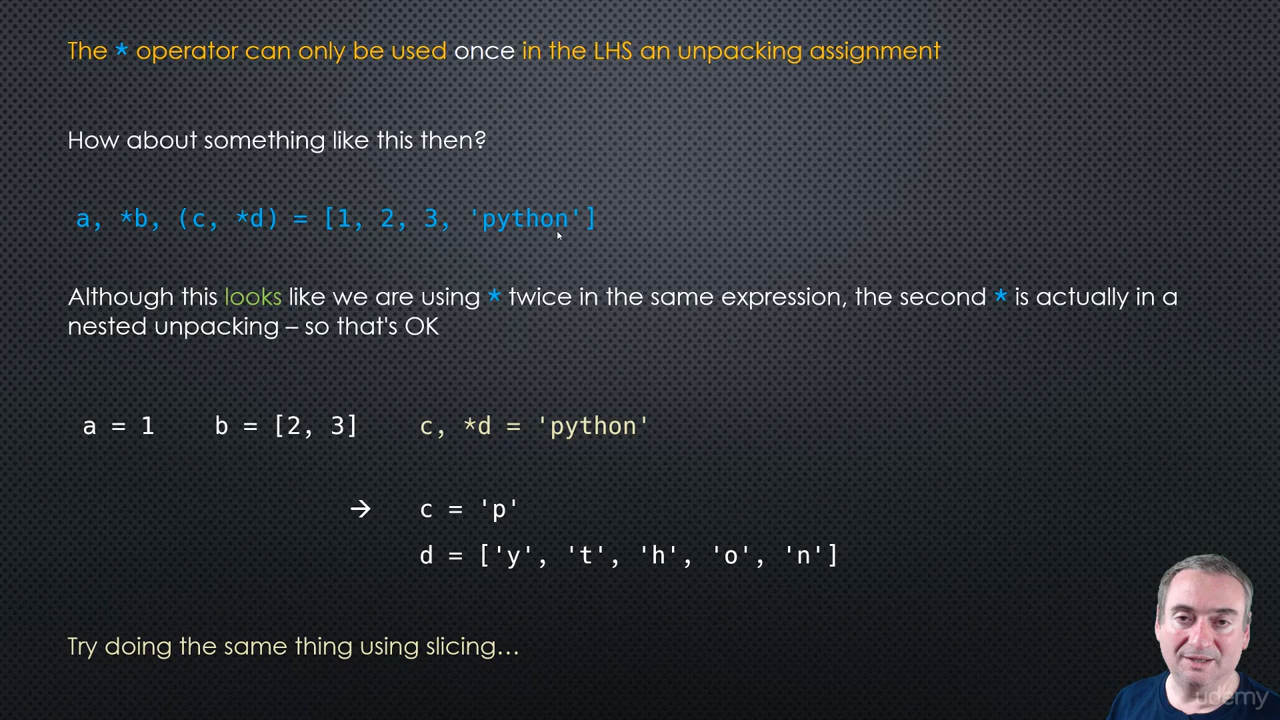 The * operator can only be used once in the LHS an unpacking assignment
How about something like this then?
a, *b, (c, *d) = [1, 2, 3, 'python']
Although this looks like we are using * twice in the same expression, the second * is actually in a
nested unpacking – so that's OK
a = 1 b = [2, 3] c, *d = 'python'
→ c = 'p'
d = ['y', 't', 'h', 'o', 'n']
Try doing the same thing using slicing…
udemy